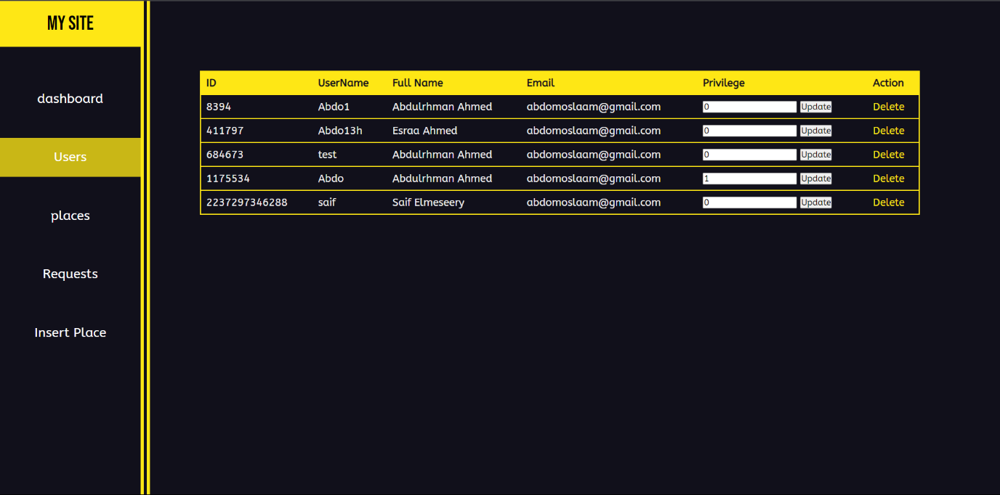 MY SITE
dashboard
Users
places
Requests
Insert Place
ID UserName Full Name Email Privilege Action
8394 Abdo1 Abdulrhman Ahmed abdomoslaam@gmail.com 0 Update Delete
411797 Abdo13h Esraa Ahmed abdomoslaam@gmail.com 0 Update Delete
684673 test Abdulrhman Ahmed abdomoslaam@gmail.com 0 Update Delete
1175534 Abdo Abdulrhman Ahmed abdomoslaam@gmail.com 1 Update Delete
2237297346288 saif Saif Elmeseery abdomoslaam@gmail.com 0 Update Delete